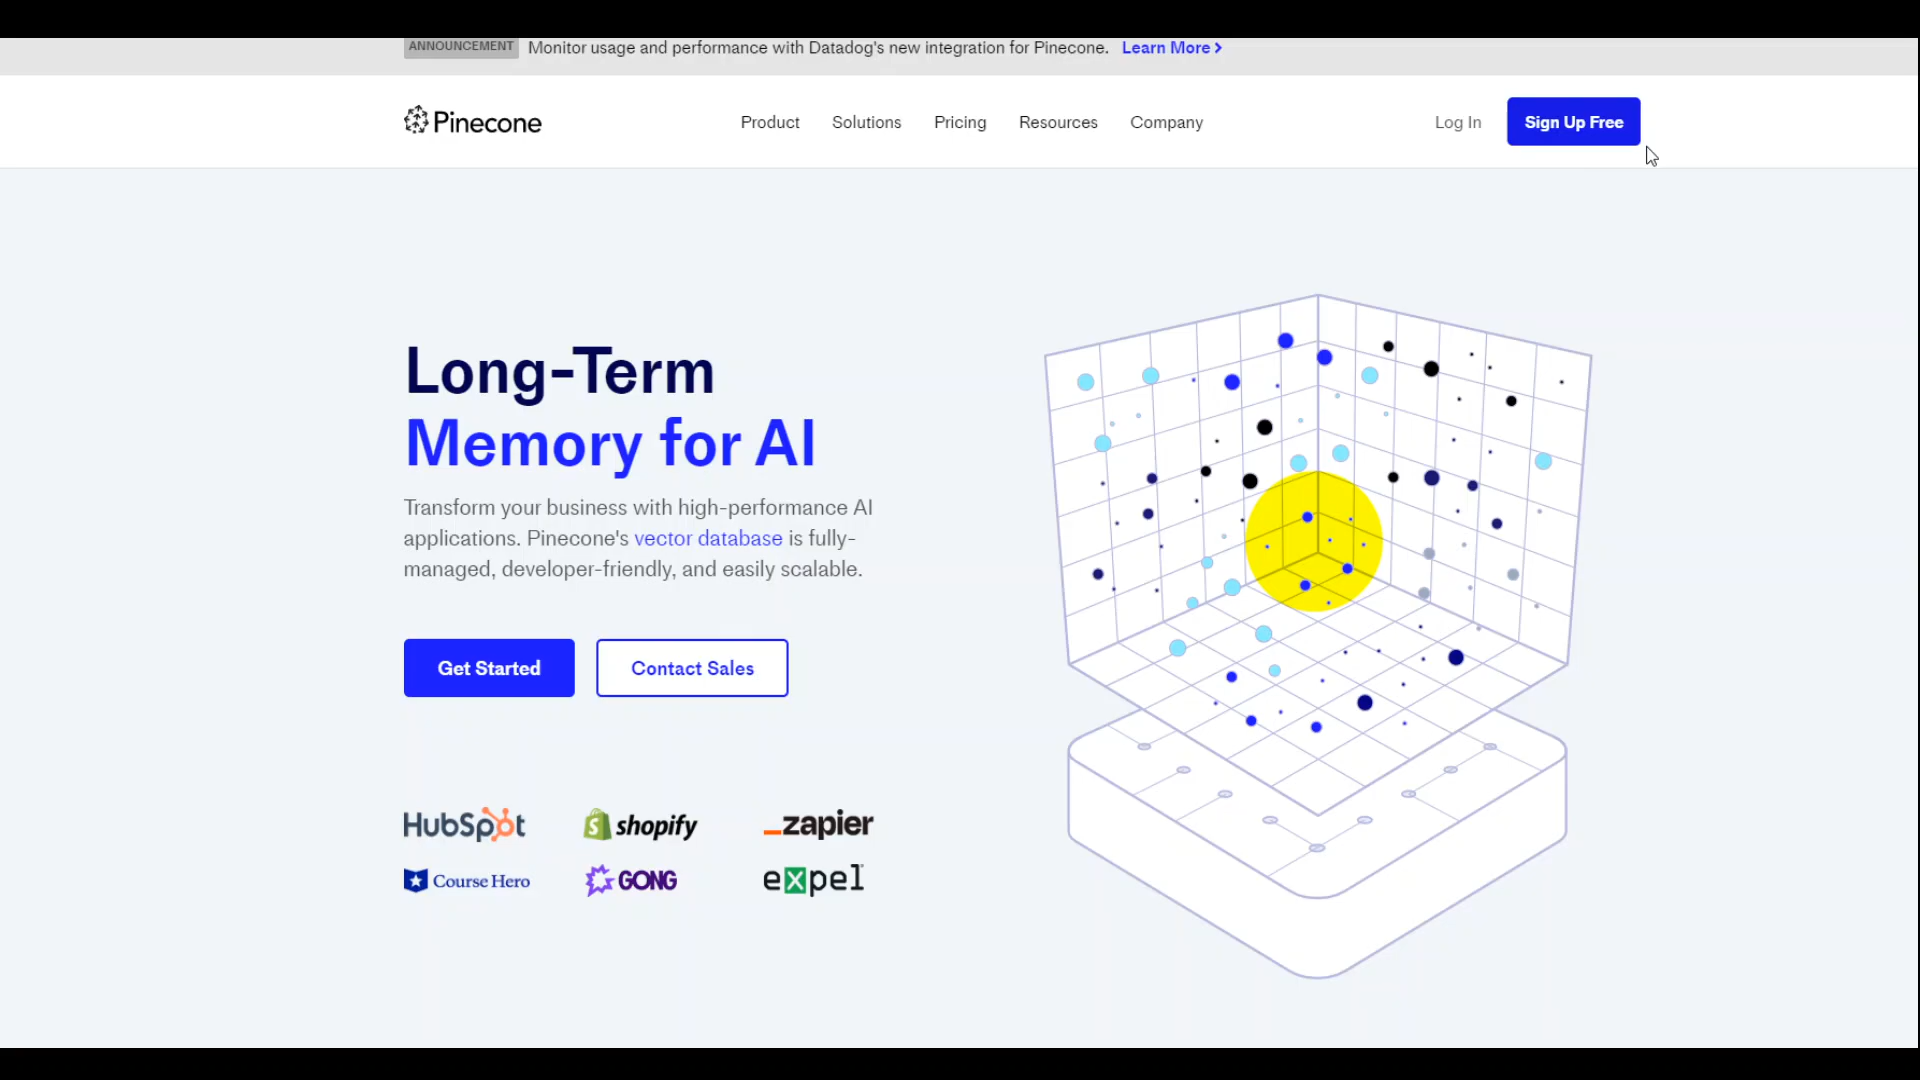 ANNOUNCEMENT Monitor usage and performance with Datadog's new integration for Pinecone. Learn More >
Pinecone Product Solutions Pricing Resources Company Log In Sign Up Free
Long-Term
Memory for AI
Transform your business with high-performance AI
applications. Pinecone's vector database is fully-
managed, developer-friendly, and easily scalable.
Get Started Contact Sales
HubSpot shopify zapier
Course Hero GONG expel